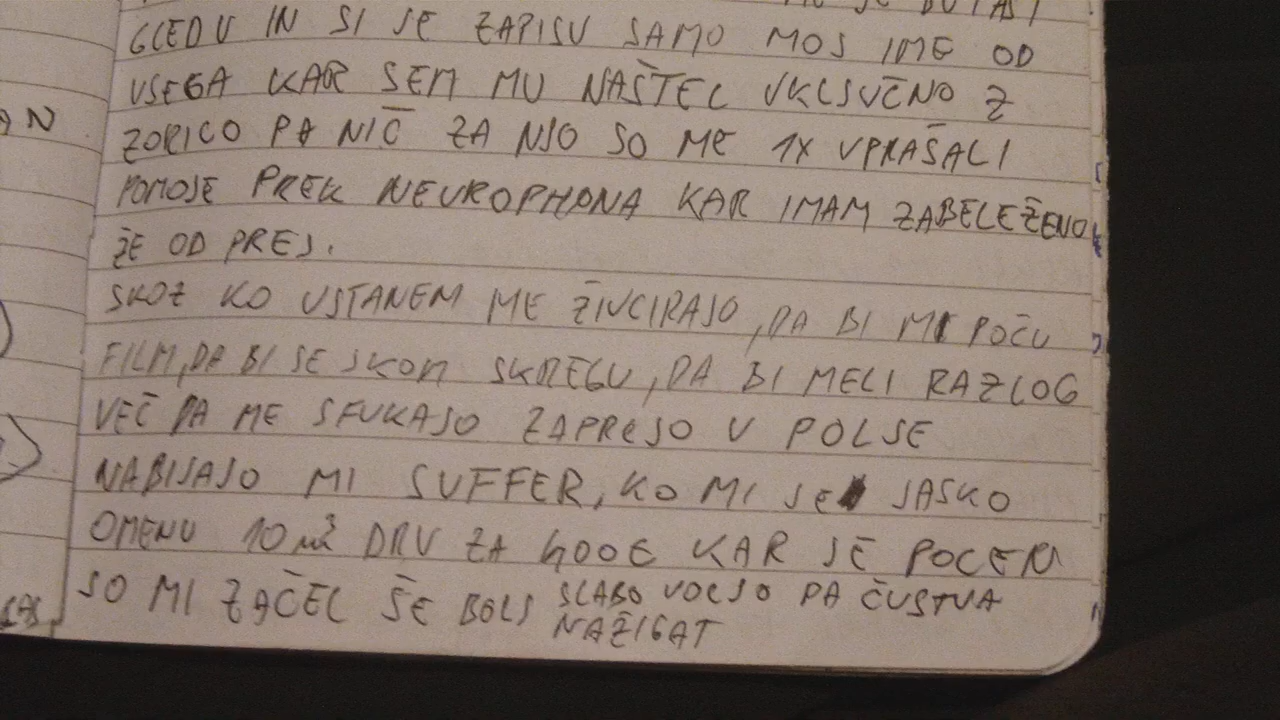 GLEDU IN SI JE ZAPISU SAMO MOJ IME OD
VSEGA KAR SEM MU NAŠTEL VKLJUČNO Z
ZORICO PA NIČ ZA NJO SO ME 1X VPRAŠALI
POMOJE PREK NEUROPHONA KAR IMAM ZABELEŽENO
ŽE OD PREJ.
SKOZ KO VSTANEM ME ŽIVCIRAJO, DA BI MI POČU
FILM, DA BI SE SKOM SKREGU, DA BI MELI RAZLOG
VEČ DA ME SFUKAJO ZAPREJO V POLJE
NABIJAJO MI SUFFER, KO MI JE JAŠKO
OMENU 10 m³ DRV ZA 400€ KAR JE POCEN
SO MI ZAČEL ŠE BOLJ SLABO VOLJO PA ČUSTVA
NAŽIGAT